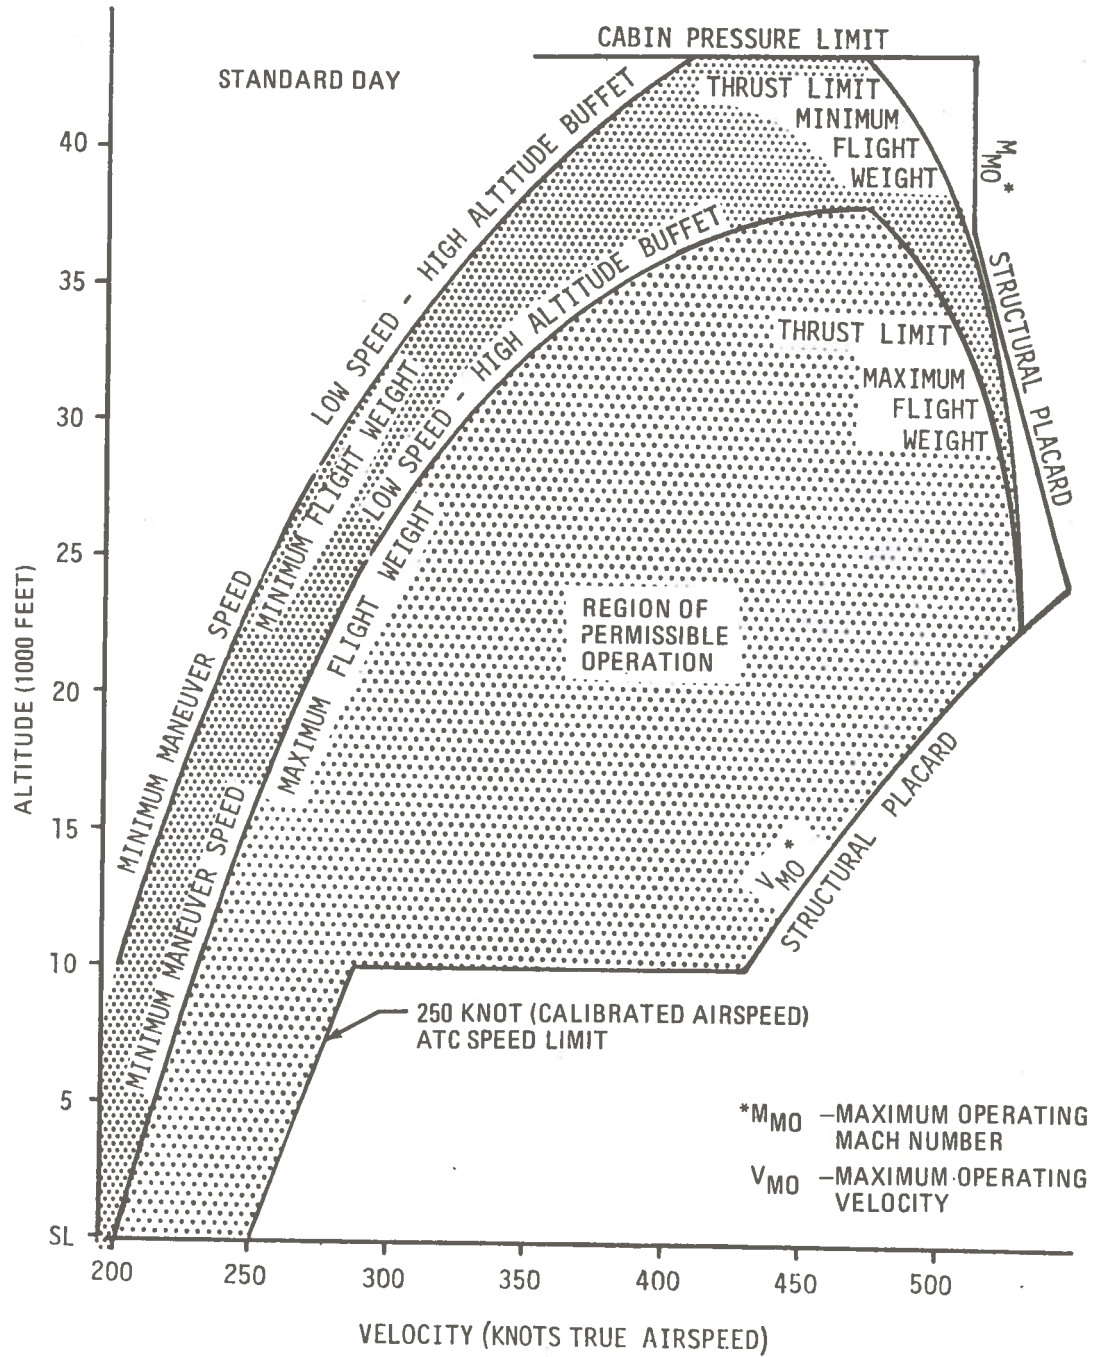 CABIN PRESSURE LIMIT
STANDARD DAY
THRUST LIMIT
MINIMUM
FLIGHT
WEIGHT
MMO*
LOW SPEED - HIGH ALTITUDE BUFFET
MINIMUM FLIGHT WEIGHT
LOW SPEED - HIGH ALTITUDE BUFFET
MAXIMUM FLIGHT WEIGHT
STRUCTURAL PLACARD
THRUST LIMIT
MAXIMUM
FLIGHT
WEIGHT
MINIMUM MANEUVER SPEED
MINIMUM MANEUVER SPEED
REGION OF
PERMISSIBLE
OPERATION
VMO*
STRUCTURAL PLACARD
250 KNOT (CALIBRATED AIRSPEED)
ATC SPEED LIMIT
*MMO –MAXIMUM OPERATING
MACH NUMBER
VMO –MAXIMUM OPERATING
VELOCITY
ALTITUDE (1000 FEET)
40
35
30
25
20
15
10
5
SL
200 250 300 350 400 450 500
VELOCITY (KNOTS TRUE AIRSPEED)